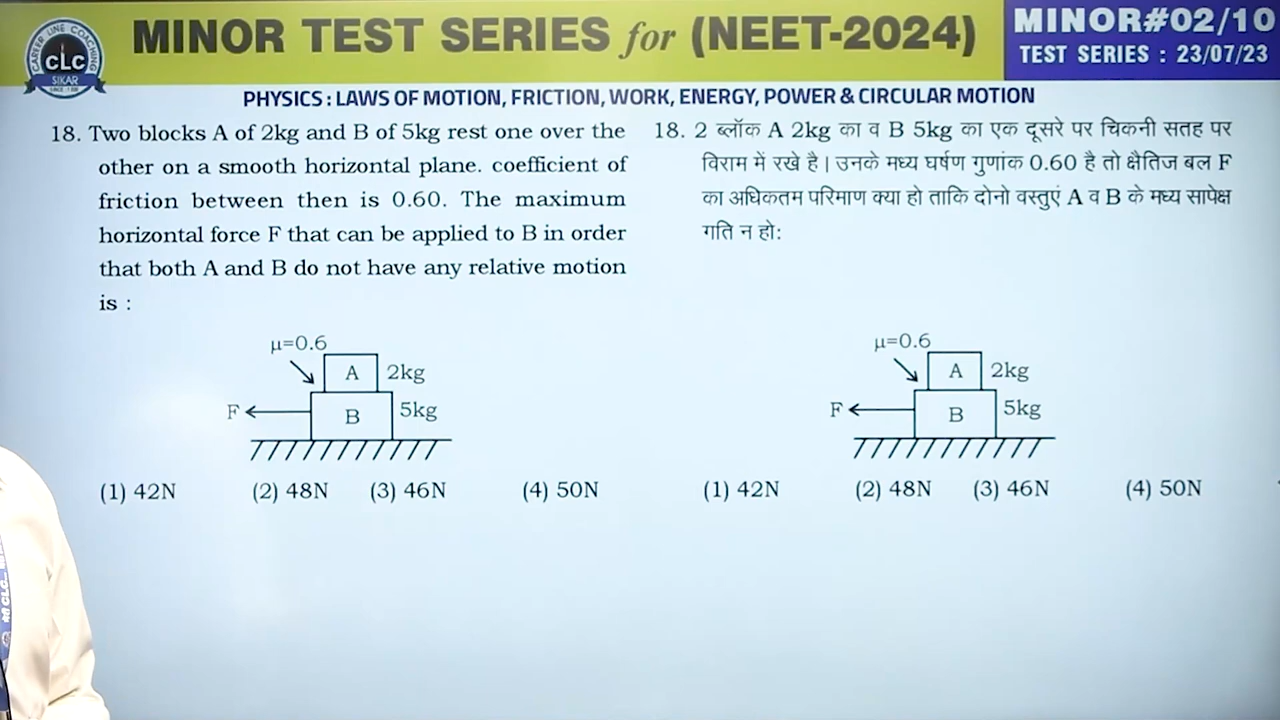 MINOR TEST SERIES for (NEET-2024)
MINOR#02/10
TEST SERIES : 23/07/23
CAREER LINE COACHING
CLC
SIKAR
PHYSICS : LAWS OF MOTION, FRICTION, WORK, ENERGY, POWER & CIRCULAR MOTION
18. Two blocks A of 2kg and B of 5kg rest one over the
other on a smooth horizontal plane. coefficient of
friction between then is 0.60. The maximum
horizontal force F that can be applied to B in order
that both A and B do not have any relative motion
is :
μ=0.6
A 2kg
F B 5kg
(1) 42N (2) 48N (3) 46N (4) 50N
18. 2 ब्लॉक A 2kg का व B 5kg का एक दूसरे पर चिकनी सतह पर
विराम में रखे है। उनके मध्य घर्षण गुणांक 0.60 है तो क्षैतिज बल F
का अधिकतम परिमाण क्या हो ताकि दोनो वस्तुएं A व B के मध्य सापेक्ष
गति न हो:
μ=0.6
A 2kg
F B 5kg
(1) 42N (2) 48N (3) 46N (4) 50N